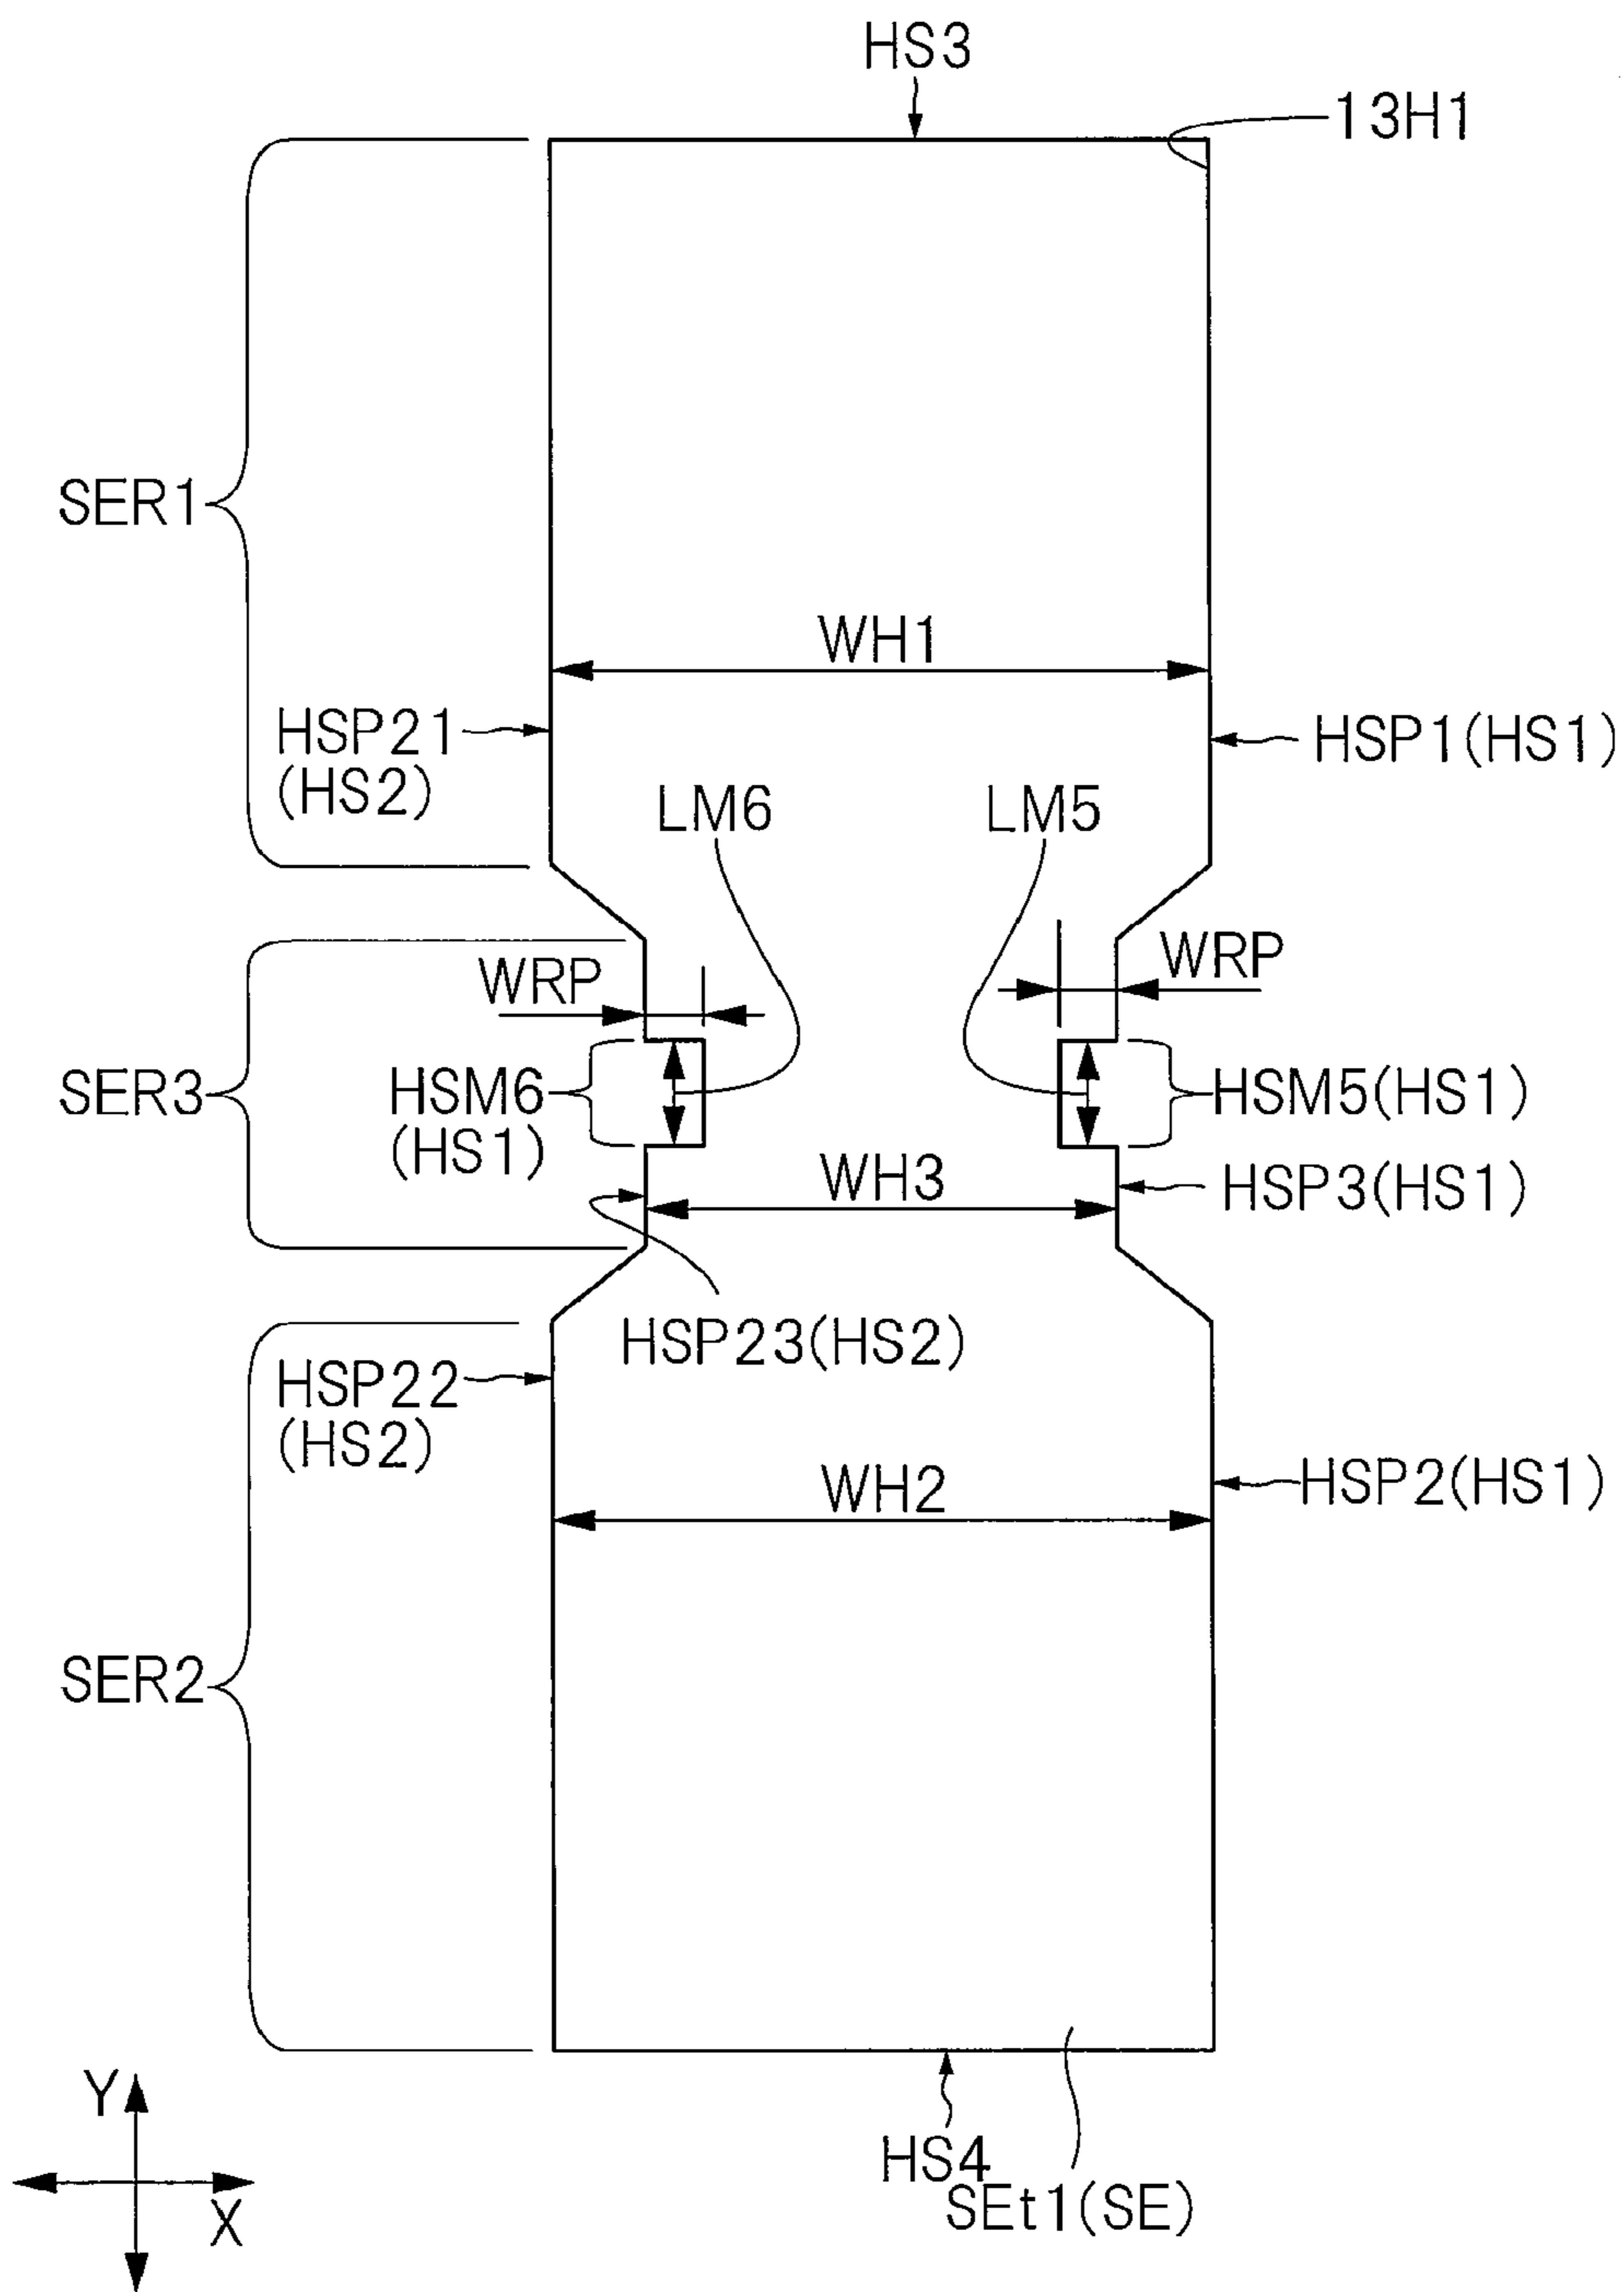 HS3
13H1
SER1
WH1
HSP21
(HS2)
HSP1(HS1)
LM6
LM5
WRP
WRP
SER3
HSM6
(HS1)
HSM5(HS1)
WH3
HSP3(HS1)
HSP23(HS2)
HSP22
(HS2)
WH2
HSP2(HS1)
SER2
Y
X
HS4
SEt1(SE)